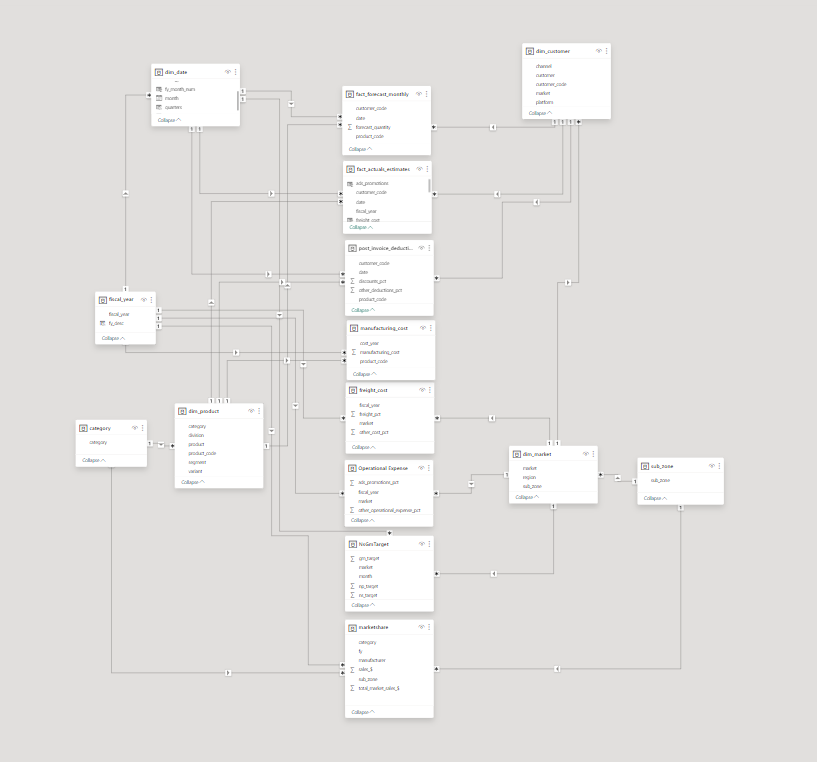 dim_customer
channel
customer
customer_code
market
platform
Collapse
dim_date
fy_month_num
month
quarters
Collapse
fact_forecast_monthly
customer_code
date
forecast_quantity
product_code
Collapse
fact_actuals_estimates
ads_promotions
customer_code
date
fiscal_year
freight_cost
Collapse
post_invoice_deducti...
customer_code
date
discounts_pct
other_deductions_pct
product_code
Collapse
fiscal_year
fiscal_year
fy_desc
Collapse
manufacturing_cost
cost_year
manufacturing_cost
product_code
Collapse
freight_cost
fiscal_year
freight_pct
market
other_cost_pct
Collapse
dim_product
category
division
product
product_code
segment
variant
Collapse
category
category
Collapse
Operational Expense
ads_promotions_pct
fiscal_year
market
other_operational_expense_pct
Collapse
dim_market
market
region
sub_zone
Collapse
sub_zone
sub_zone
Collapse
NsGmTarget
gm_target
market
month
np_target
ns_target
Collapse
marketshare
category
fy
manufacturer
sales_$
sub_zone
total_market_sales_$
Collapse